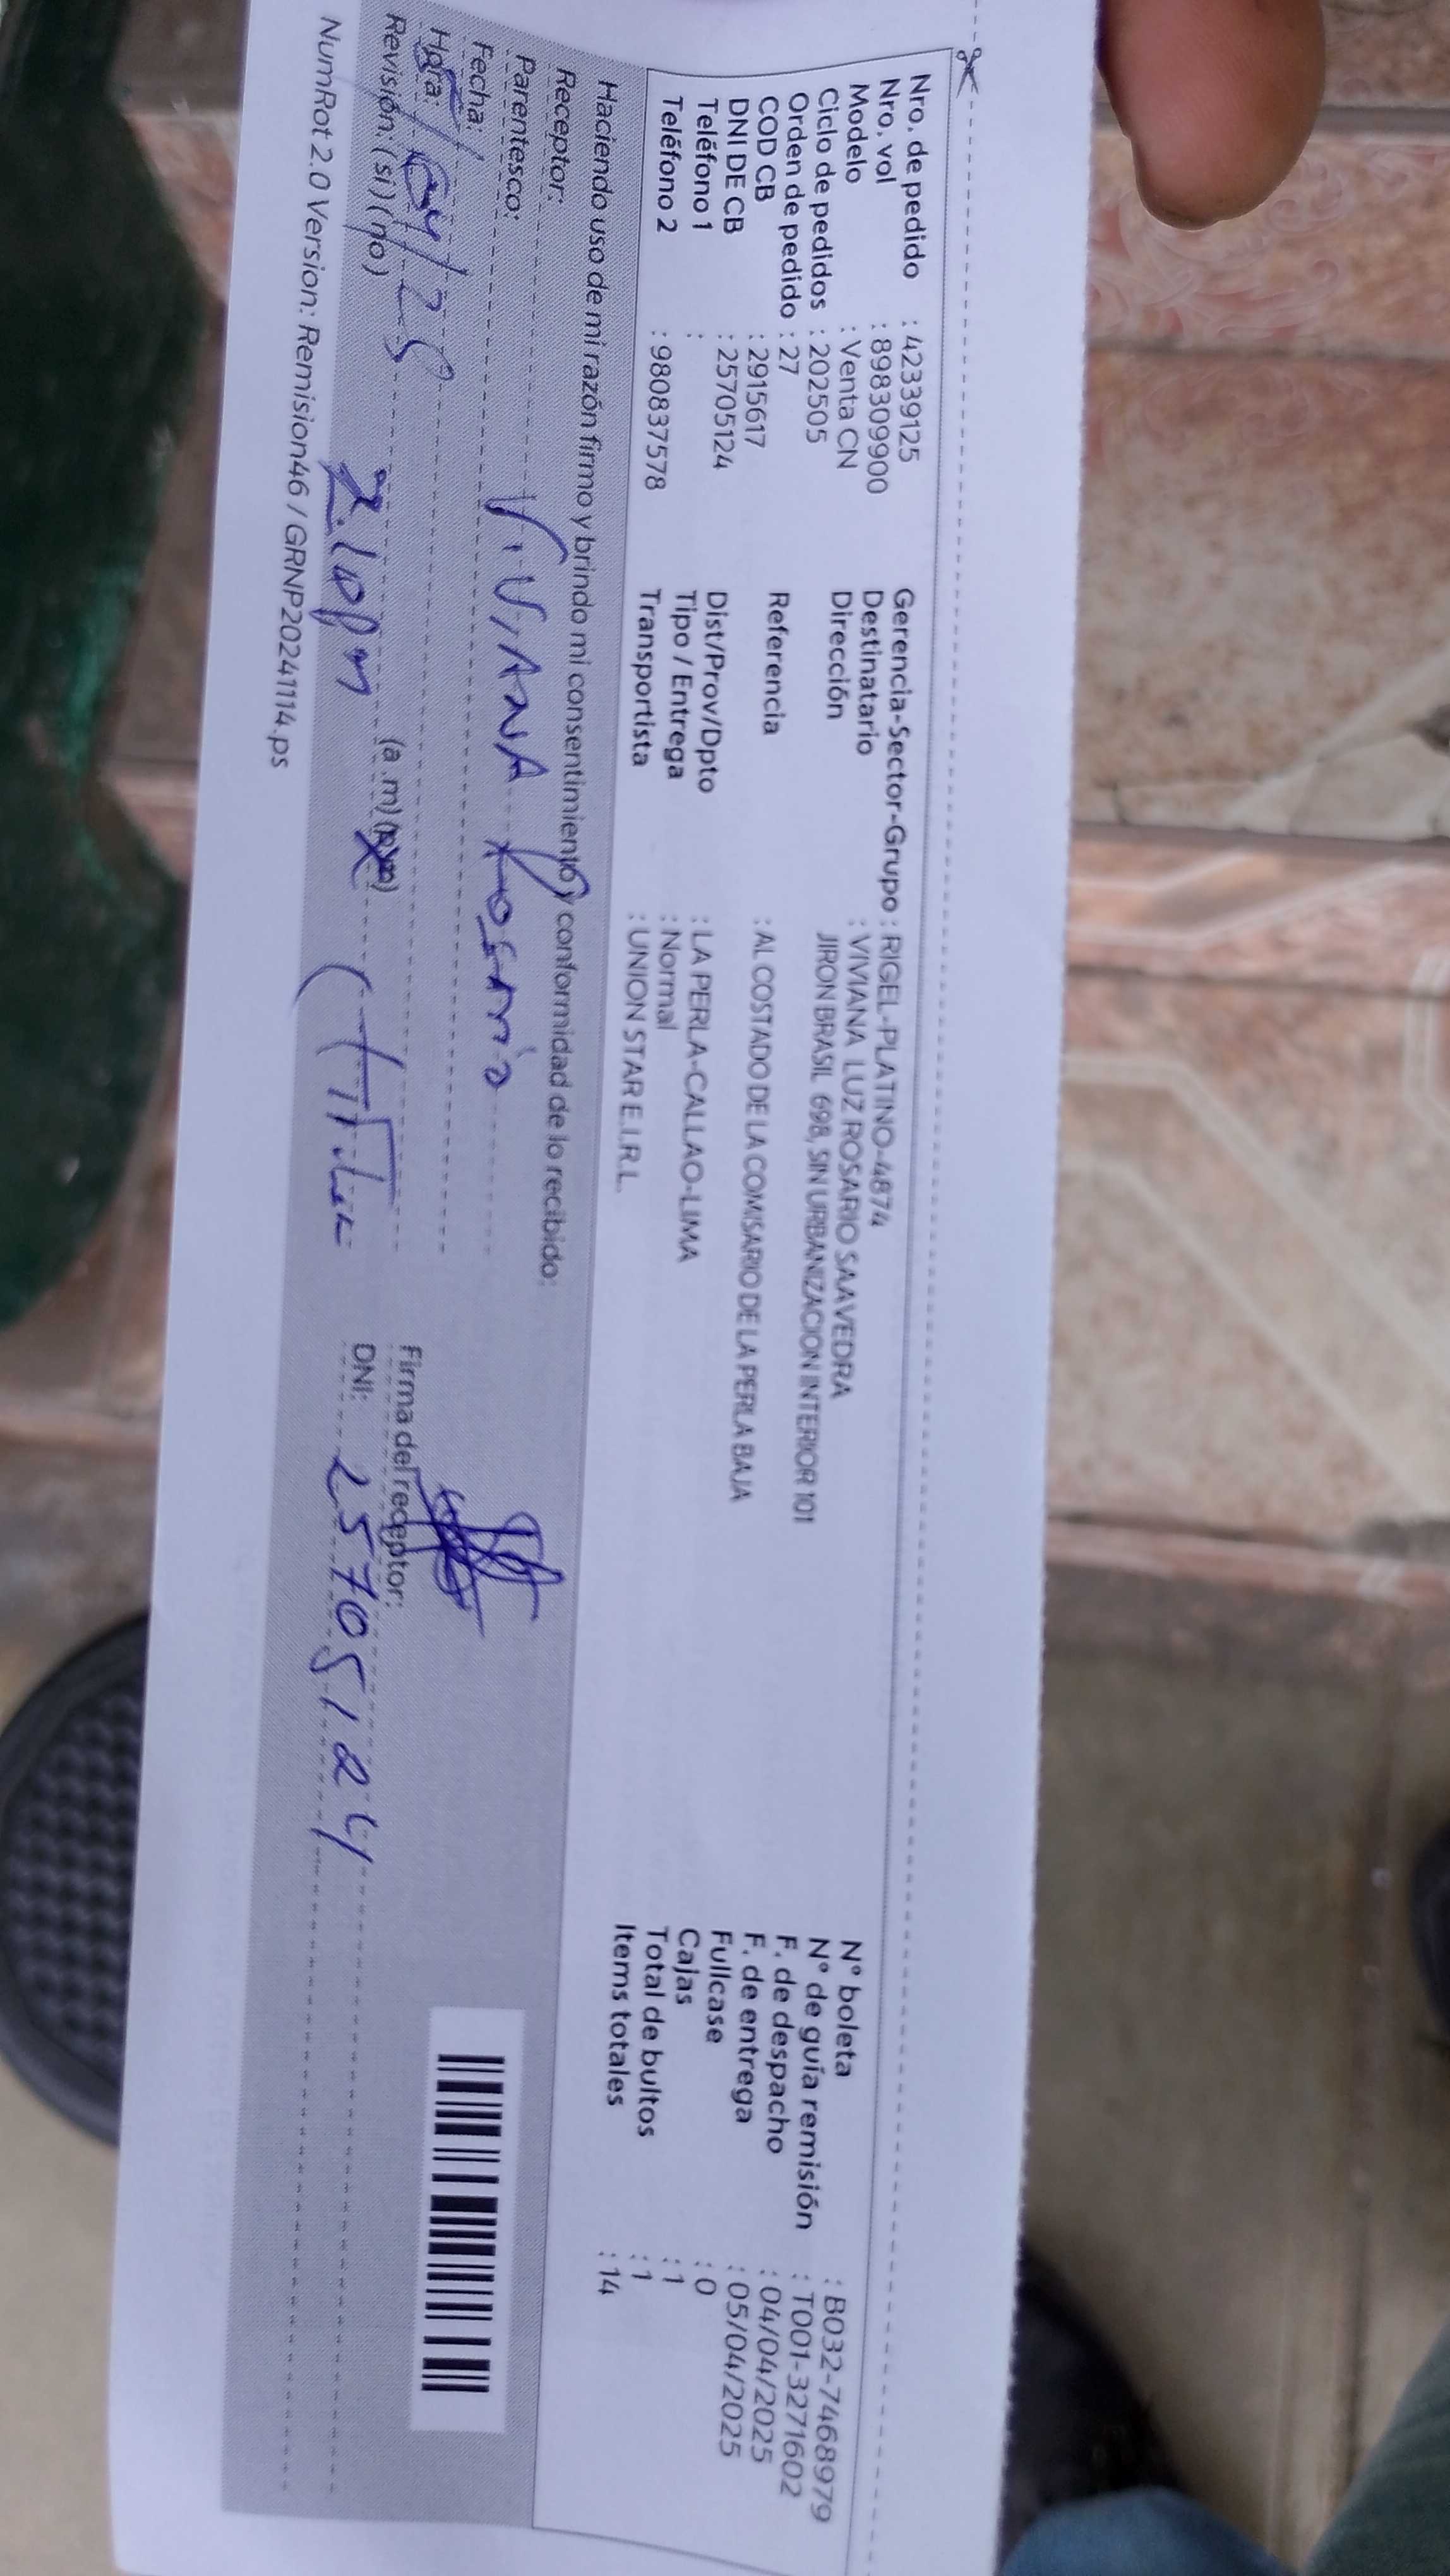 Nro. de pedido : 42339125
Nro. vol : 898309900
Modelo : Venta CN
Ciclo de pedidos : 202505
Orden de pedido : 27
COD CB : 2915617
DNI DE CB : 25705124
Teléfono 1 :
Teléfono 2 : 980837578
Gerencia-Sector-Grupo : RIGEL-PLATINO-4874
Destinatario : VIVIANA LUZ ROSARIO SAAVEDRA
Dirección JIRON BRASIL 698, SIN URBANIZACION INTERIOR 101
Referencia : AL COSTADO DE LA COMISARIO DE LA PERLA BAJA
Dist/Prov/Dpto : LA PERLA-CALLAO-LIMA
Tipo / Entrega : Normal
Transportista : UNION STAR E.I.R.L.
N° boleta : B032-7468979
N° de guía remisión : T001-3271602
F. de despacho : 04/04/2025
F. de entrega : 05/04/2025
Fullcase : 0
Cajas : 1
Total de bultos : 1
Items totales : 14
Haciendo uso de mi razón firmo y brindo mi consentimiento y conformidad de lo recibido:
Receptor: VIVIANA Rosario
Parentesco:
Fecha:
Hora: /04/25 (a.m)
Revisión: (si) (no) 2.10pm (Titular
Firma del receptor:
DNI: 25705124
NumRot 2.0 Version: Remision46 / GRNP20241114.ps